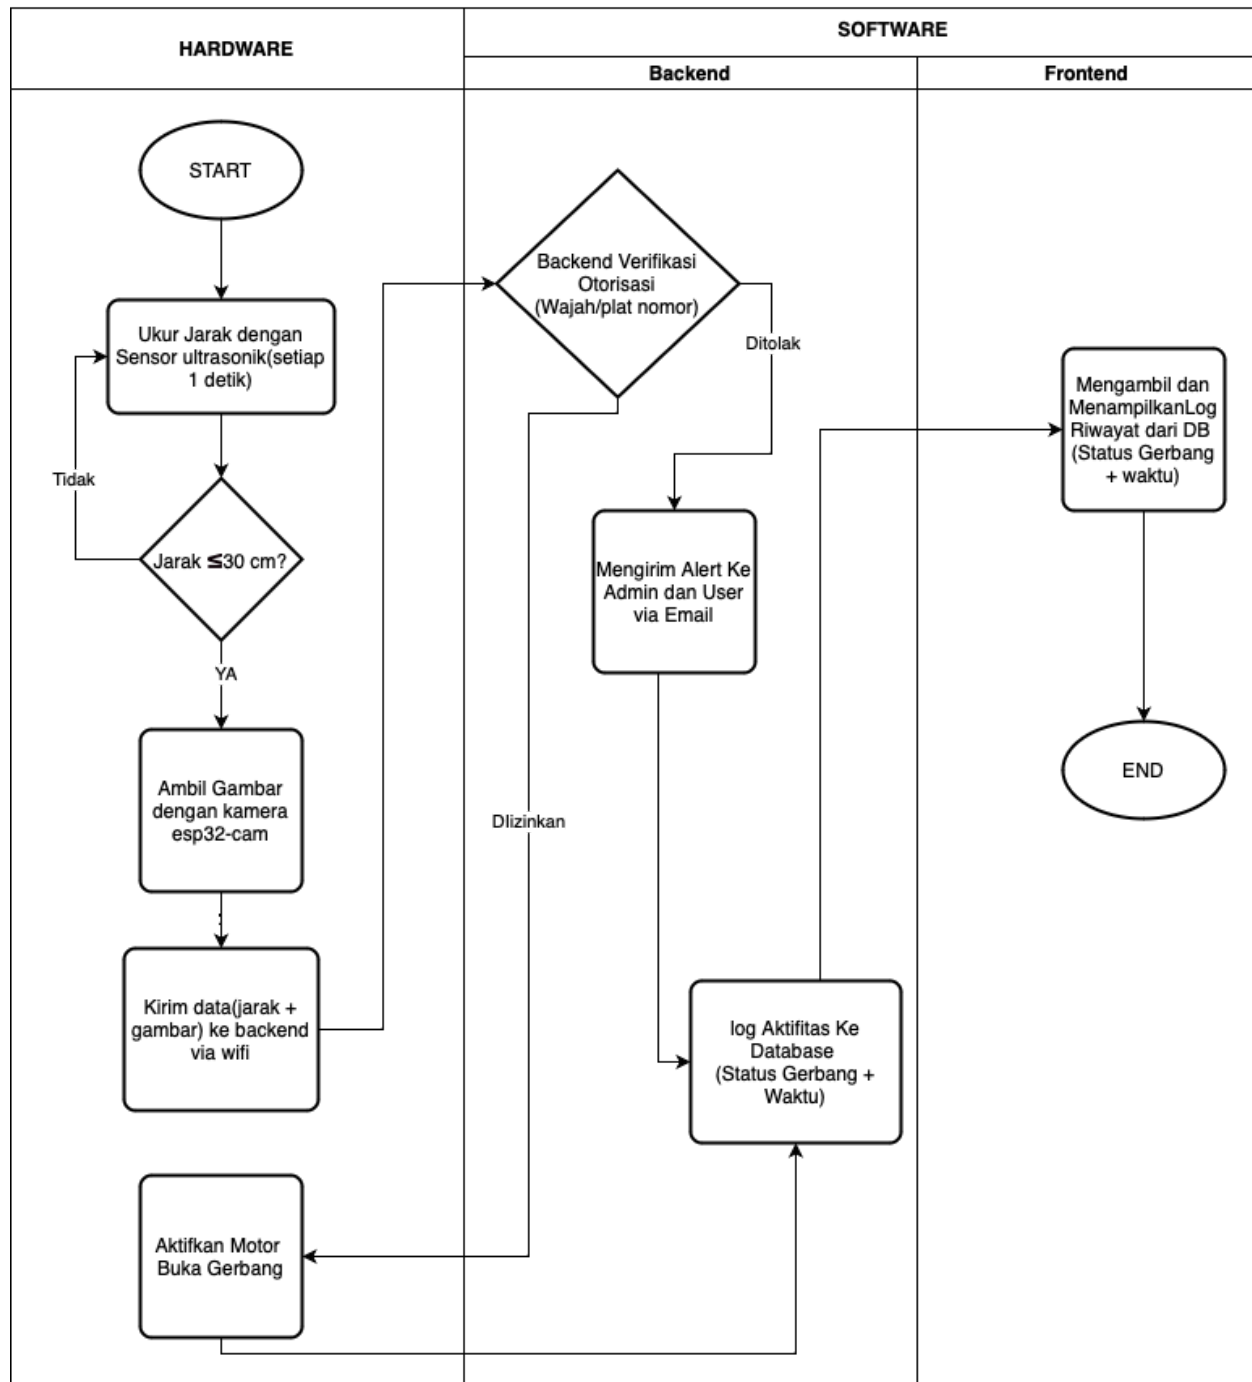 HARDWARE
SOFTWARE
Backend
Frontend
START
Ukur Jarak dengan
Sensor ultrasonik(setiap
1 detik)
Tidak
Jarak ≤30 cm?
YA
Ambil Gambar
dengan kamera
esp32-cam
:
Kirim data(jarak +
gambar) ke backend
via wifi
Aktifkan Motor
Buka Gerbang
Backend Verifikasi
Otorisasi
(Wajah/plat nomor)
Ditolak
Mengirim Alert Ke
Admin dan User
via Email
DIizinkan
log Aktifitas Ke
Database
(Status Gerbang +
Waktu)
Mengambil dan
MenampilkanLog
Riwayat dari DB
(Status Gerbang
+ waktu)
END